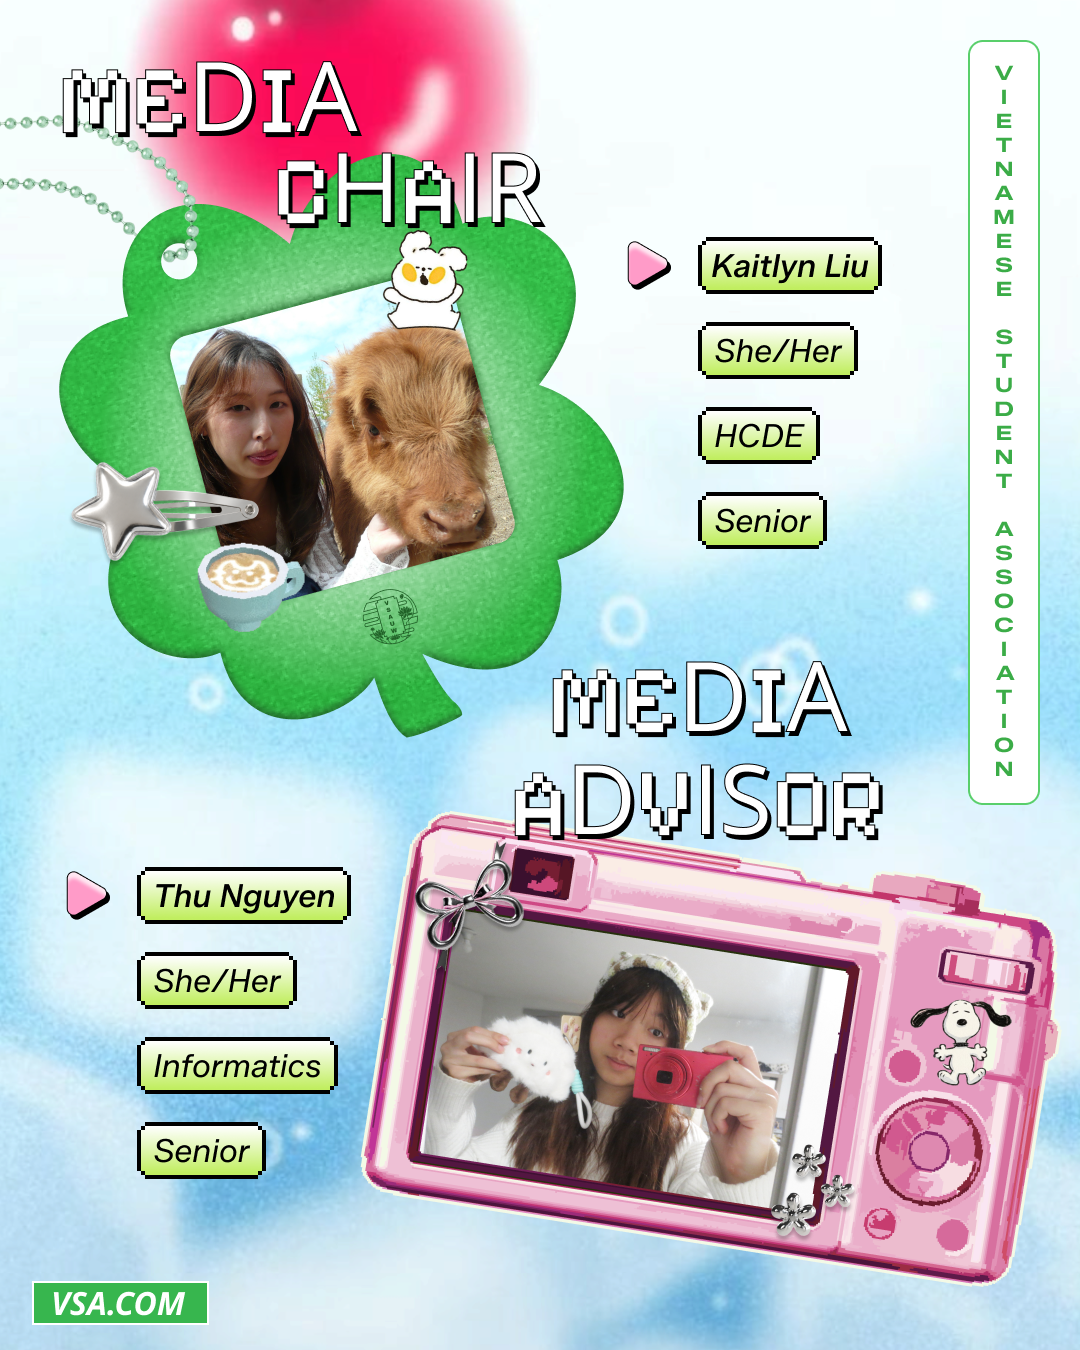 MEDIA
CHAIR
Kaitlyn Liu
She/Her
HCDE
Senior
VIETNAMESE STUDENT ASSOCIATION
VSAUW
MEDIA
ADVISOR
Thu Nguyen
She/Her
Informatics
Senior
VSA.COM